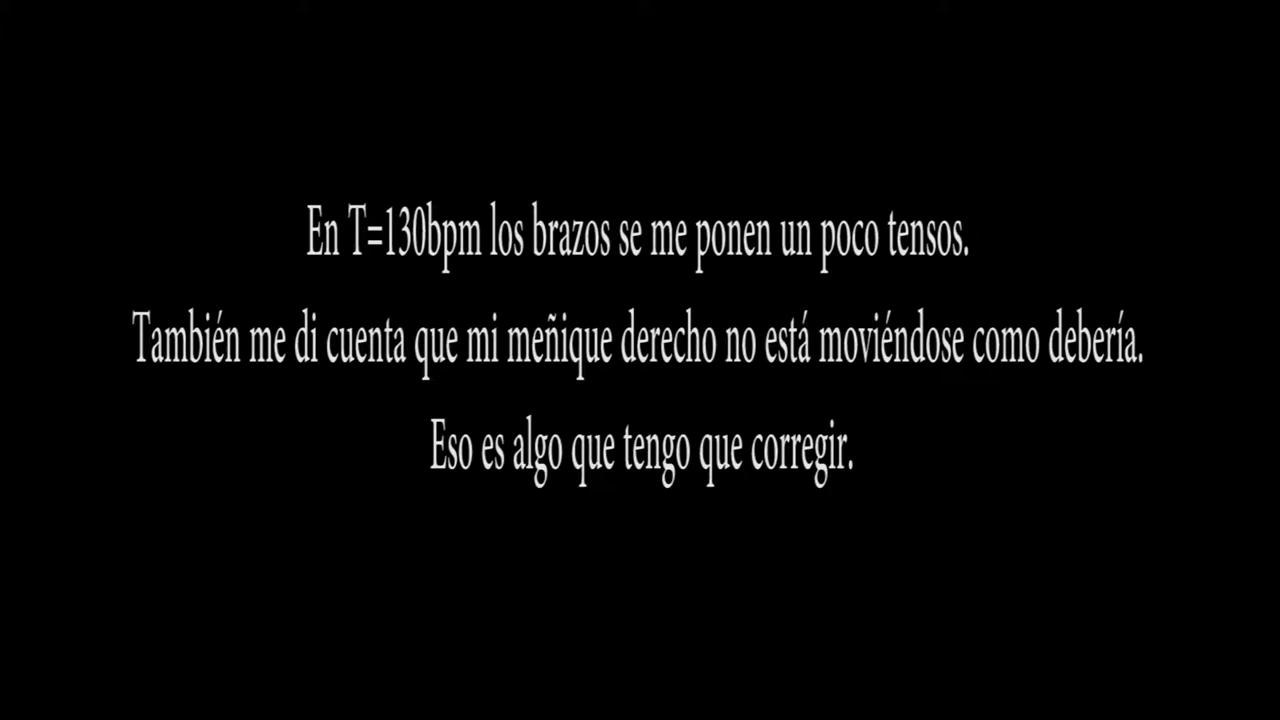 En T=130bpm los brazos se me ponen un poco tensos.
También me di cuenta que mi meñique derecho no está moviéndose como debería.
Eso es algo que tengo que corregir.